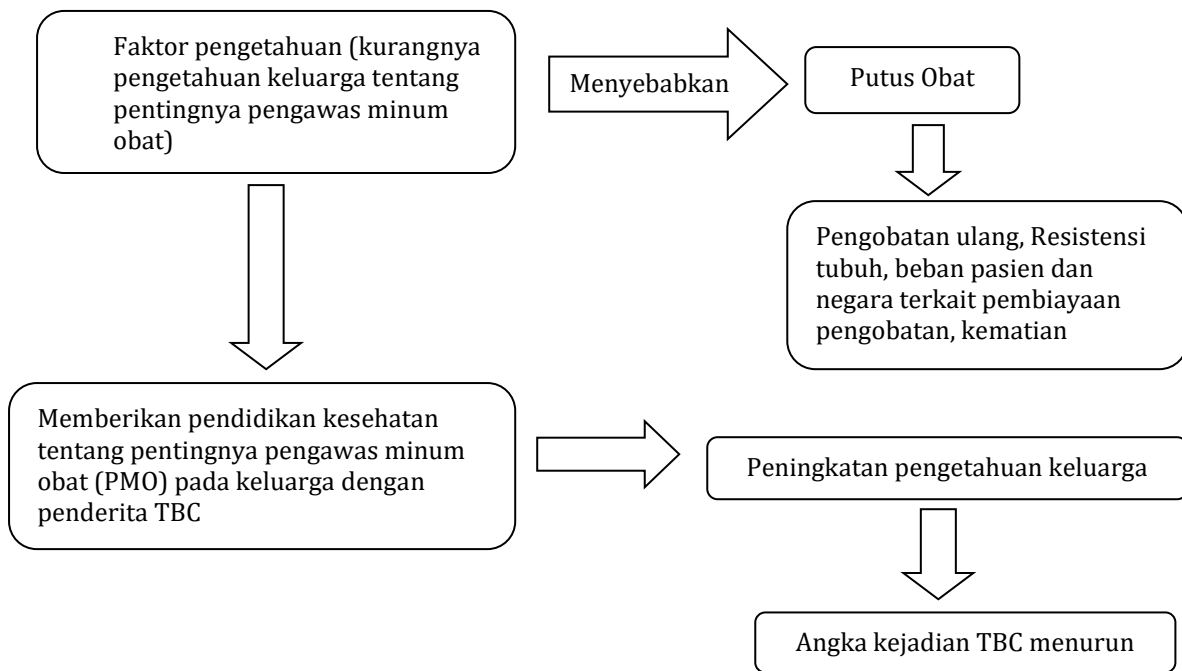 Faktor pengetahuan (kurangnya
pengetahuan keluarga tentang
pentingnya pengawas minum
obat)
Menyebabkan
Putus Obat
Pengobatan ulang, Resistensi
tubuh, beban pasien dan
negara terkait pembiayaan
pengobatan, kematian
Memberikan pendidikan kesehatan
tentang pentingnya pengawas minum
obat (PMO) pada keluarga dengan
penderita TBC
Peningkatan pengetahuan keluarga
Angka kejadian TBC menurun